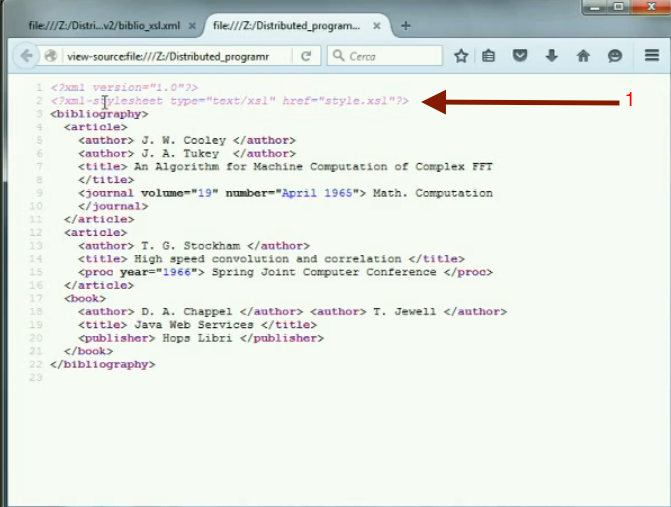 file:///Z:/Distri...v2/biblio_xsl.xml × file:///Z:/Distributed_program... × +
view-source:file:///Z:/Distributed_programr Cerca
1 <?xml version="1.0"?>
2 <?xml-stylesheet type="text/xsl" href="style.xsl"?> 1
3 <bibliography>
4 <article>
5 <author> J. W. Cooley </author>
6 <author> J. A. Tukey </author>
7 <title> An Algorithm for Machine Computation of Complex FFT
8 </title>
9 <journal volume="19" number="April 1965"> Math. Computation
10 </journal>
11 </article>
12 <article>
13 <author> T. G. Stockham </author>
14 <title> High speed convolution and correlation </title>
15 <proc year="1966"> Spring Joint Computer Conference </proc>
16 </article>
17 <book>
18 <author> D. A. Chappel </author> <author> T. Jewell </author>
19 <title> Java Web Services </title>
20 <publisher> Hops Libri </publisher>
21 </book>
22 </bibliography>
23